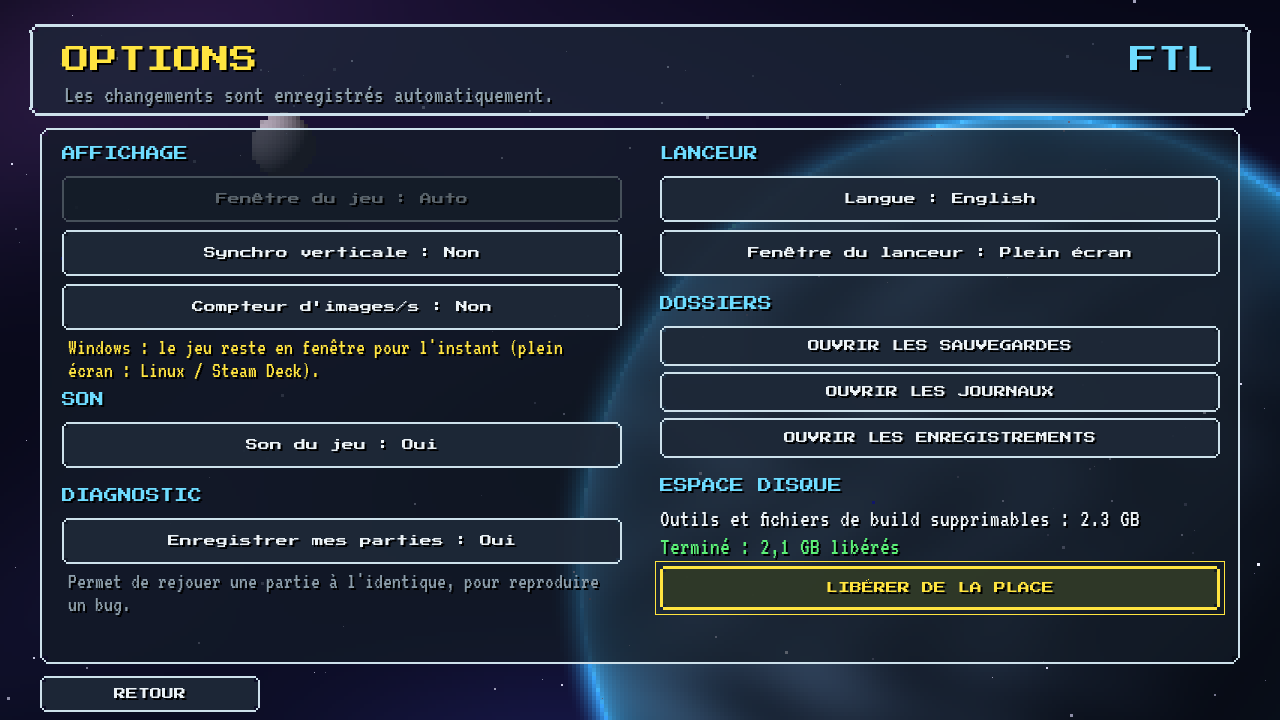 OPTIONS
FTL
Les changements sont enregistrés automatiquement.
AFFICHAGE
Fenêtre du jeu : Auto
Synchro verticale : Non
Compteur d'images/s : Non
Windows : le jeu reste en fenêtre pour l'instant (plein
écran : Linux / Steam Deck).
SON
Son du jeu : Oui
DIAGNOSTIC
Enregistrer mes parties : Oui
Permet de rejouer une partie à l'identique, pour reproduire
un bug.
LANCEUR
Langue : English
Fenêtre du lanceur : Plein écran
DOSSIERS
OUVRIR LES SAUVEGARDES
OUVRIR LES JOURNAUX
OUVRIR LES ENREGISTREMENTS
ESPACE DISQUE
Outils et fichiers de build supprimables : 2.3 GB
Terminé : 2,1 GB libérés
LIBÉRER DE LA PLACE
RETOUR